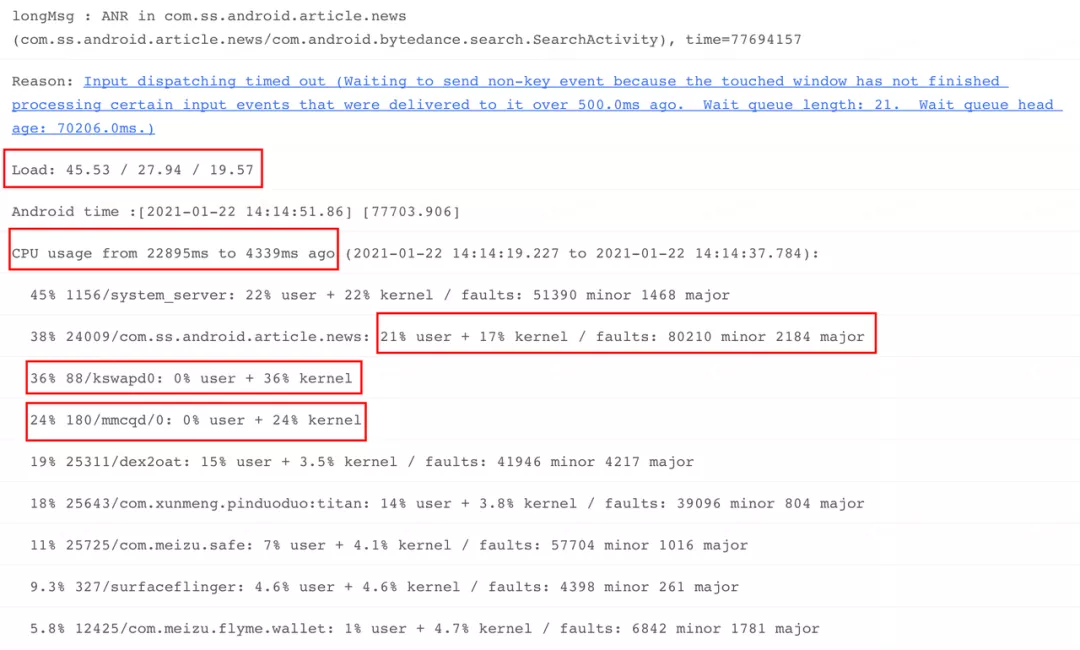 longMsg : ANR in com.ss.android.article.news
(com.ss.android.article.news/com.android.bytedance.search.SearchActivity), time=77694157
Reason: Input dispatching timed out (Waiting to send non-key event because the touched window has not finished
processing certain input events that were delivered to it over 500.0ms ago.  Wait queue length: 21.  Wait queue head
age: 70206.0ms.)
Load: 45.53 / 27.94 / 19.57
Android time :[2021-01-22 14:14:51.86] [77703.906]
CPU usage from 22895ms to 4339ms ago (2021-01-22 14:14:19.227 to 2021-01-22 14:14:37.784):
45% 1156/system_server: 22% user + 22% kernel / faults: 51390 minor 1468 major
38% 24009/com.ss.android.article.news: 21% user + 17% kernel / faults: 80210 minor 2184 major
36% 88/kswapd0: 0% user + 36% kernel
24% 180/mmcqd/0: 0% user + 24% kernel
19% 25311/dex2oat: 15% user + 3.5% kernel / faults: 41946 minor 4217 major
18% 25643/com.xunmeng.pinduoduo:titan: 14% user + 3.8% kernel / faults: 39096 minor 804 major
11% 25725/com.meizu.safe: 7% user + 4.1% kernel / faults: 57704 minor 1016 major
9.3% 327/surfaceflinger: 4.6% user + 4.6% kernel / faults: 4398 minor 261 major
5.8% 12425/com.meizu.flyme.wallet: 1% user + 4.7% kernel / faults: 6842 minor 1781 major